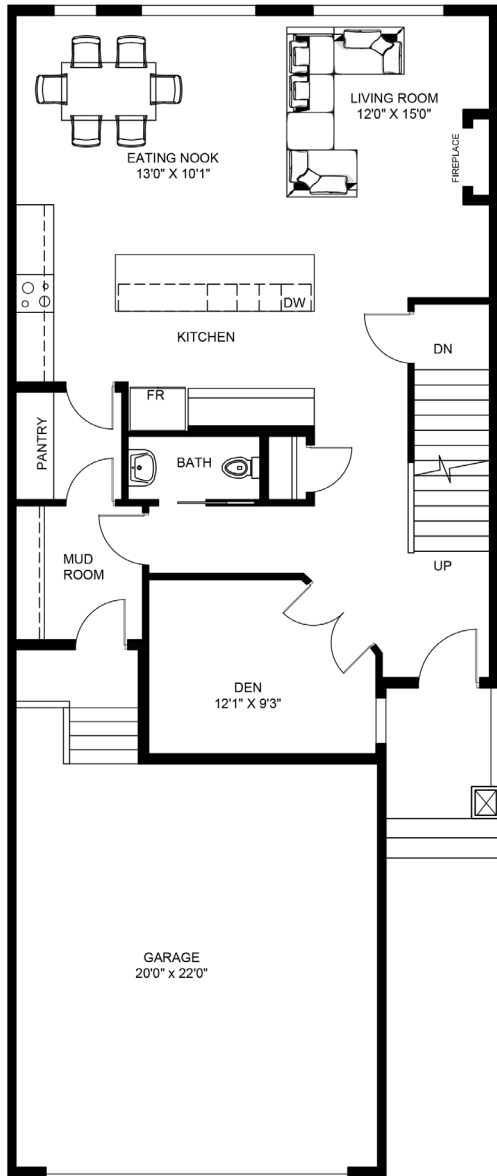 LIVING ROOM
12'0" X 15'0"
FIREPLACE
EATING NOOK
13'0" X 10'1"
DW
KITCHEN
DN
FR
PANTRY
BATH
MUD
ROOM
UP
DEN
12'1" X 9'3"
GARAGE
20'0" x 22'0"